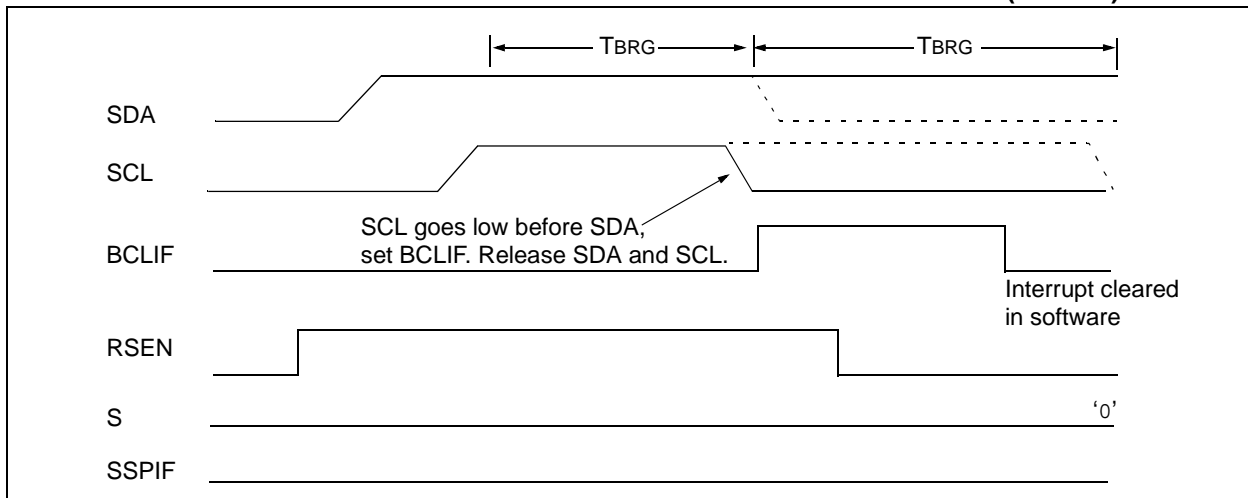 TBRG TBRG
SDA
SCL
SCL goes low before SDA,
set BCLIF. Release SDA and SCL.
BCLIF
Interrupt cleared
in software
RSEN
S
‘0’
SSPIF